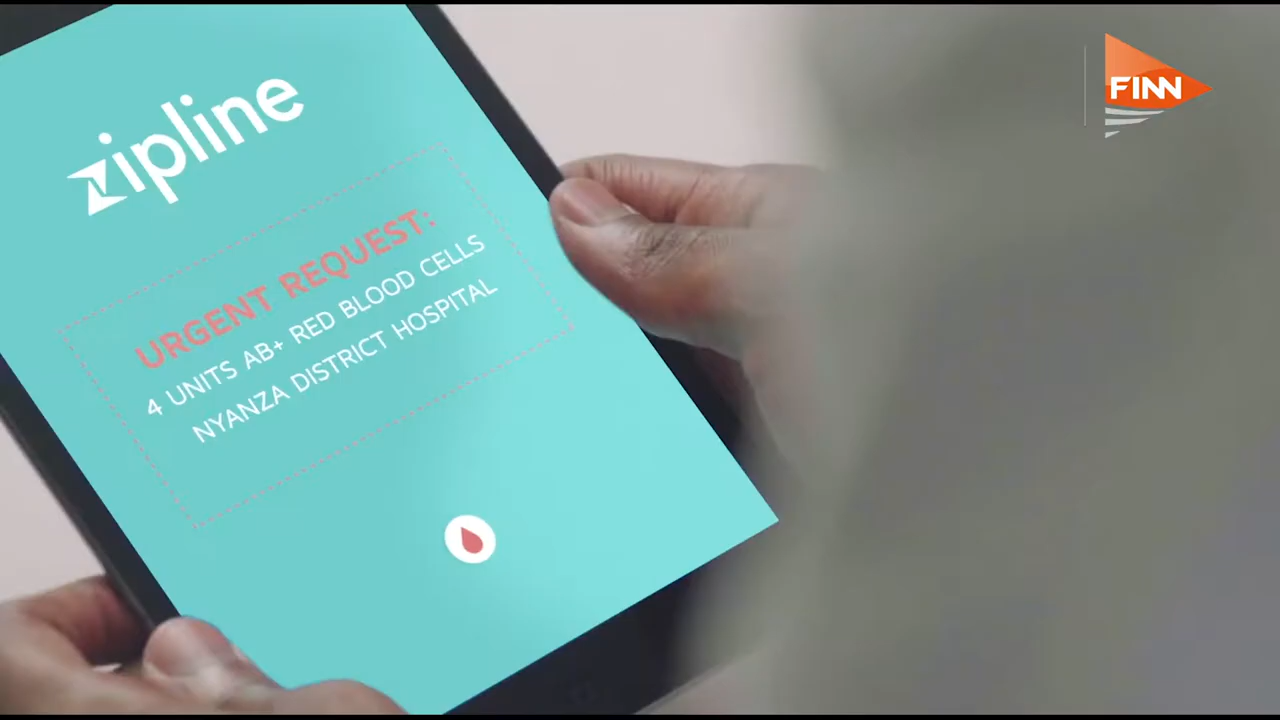 zipline
URGENT REQUEST:
4 UNITS AB+ RED BLOOD CELLS
NYANZA DISTRICT HOSPITAL
FINN